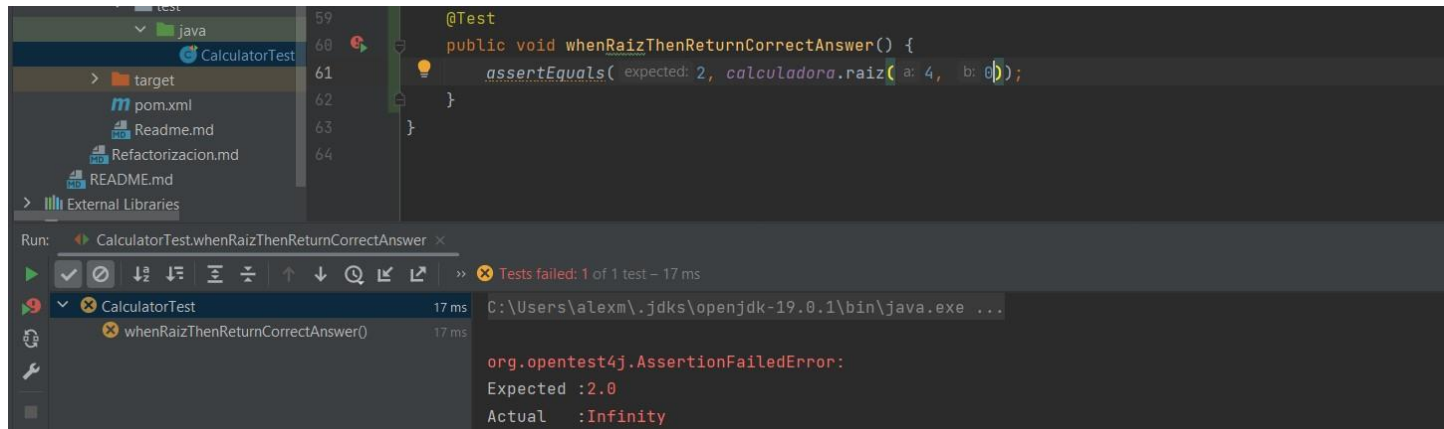 test
java
CalculatorTest
target
pom.xml
Readme.md
Refactorizacion.md
README.md
External Libraries
59 @Test
60 public void whenRaizThenReturnCorrectAnswer() {
61 assertEquals( expected: 2, calculadora.raiz( a: 4, b: 0));
62 }
63 }
64
Run: CalculatorTest.whenRaizThenReturnCorrectAnswer ×
» Tests failed: 1 of 1 test – 17 ms
CalculatorTest 17 ms
whenRaizThenReturnCorrectAnswer() 17 ms
C:\Users\alexm\.jdks\openjdk-19.0.1\bin\java.exe ...
org.opentest4j.AssertionFailedError:
Expected :2.0
Actual :Infinity